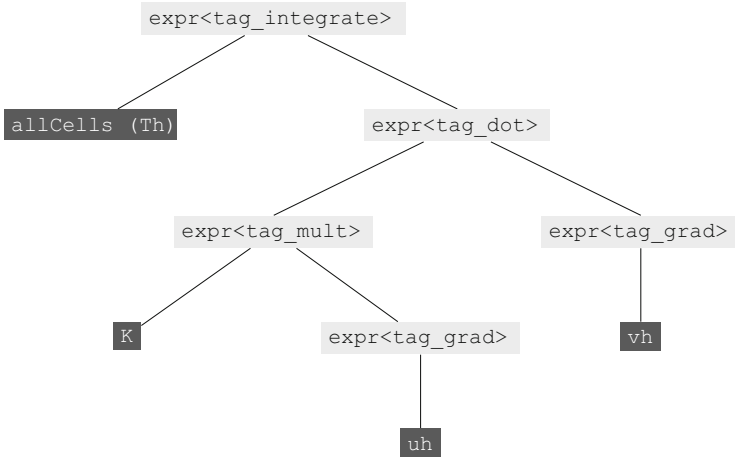 expr<tag_integrate>
allCells (Th)
expr<tag_dot>
expr<tag_mult>
expr<tag_grad>
K
expr<tag_grad>
vh
uh